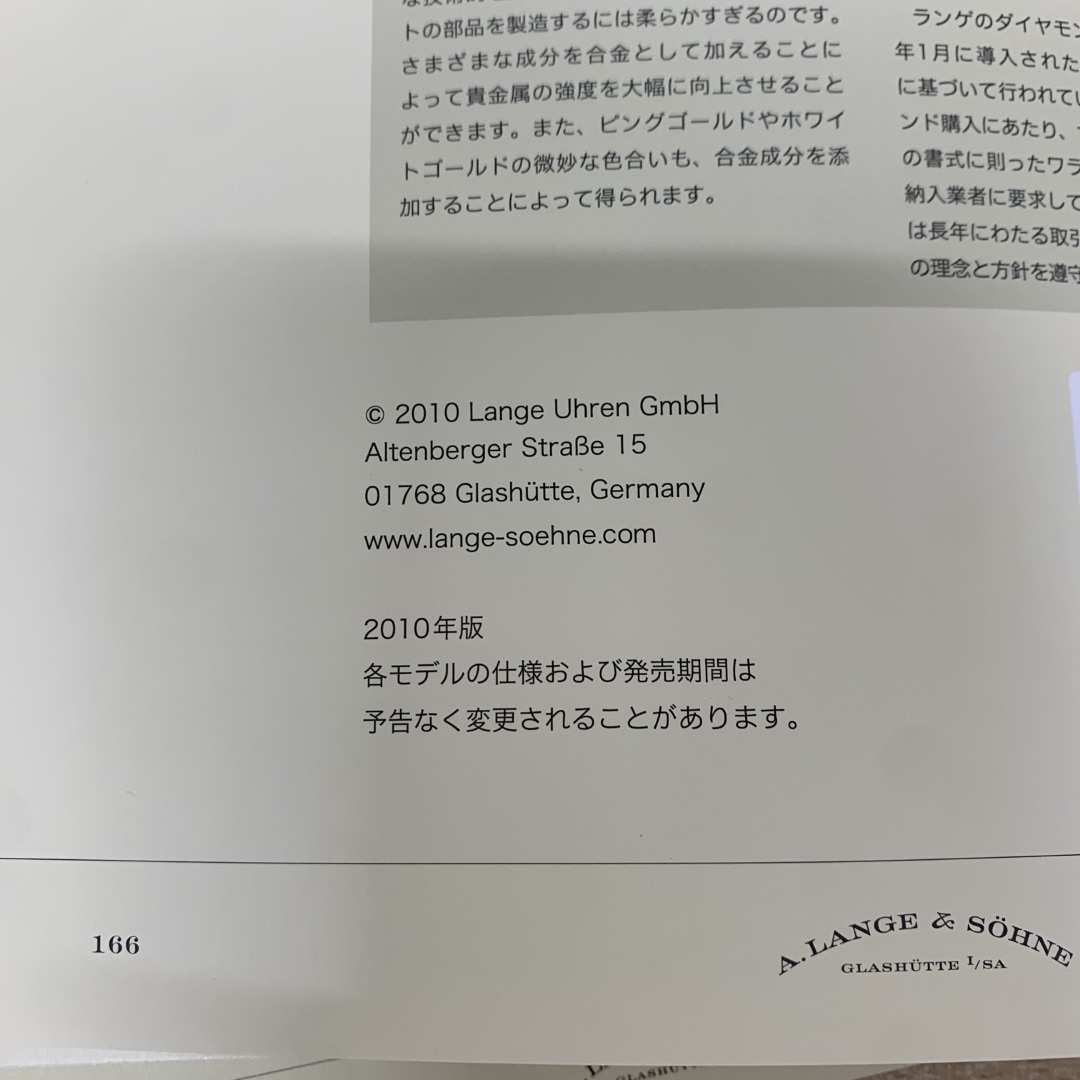 トの部品を製造するには柔らかすぎるのです。
さまざまな成分を合金として加えることに
よって貴金属の強度を大幅に向上させること
ができます。また、ピンクゴールドやホワイ
トゴールドの微妙な色合いも、合金成分を添
加することによって得られます。
ランゲのダイヤモン
年1月に導入された
に基づいて行われてい
ンド購入にあたり、
の書式に則ったワラ
納入業者に要求して
は長年にわたる取引
の理念と方針を遵守
© 2010 Lange Uhren GmbH
Altenberger Straße 15
01768 Glashütte, Germany
www.lange-soehne.com
2010年版
各モデルの仕様および発売期間は
予告なく変更されることがあります。
166
A. LANGE & SÖHNE
GLASHÜTTE I/SA